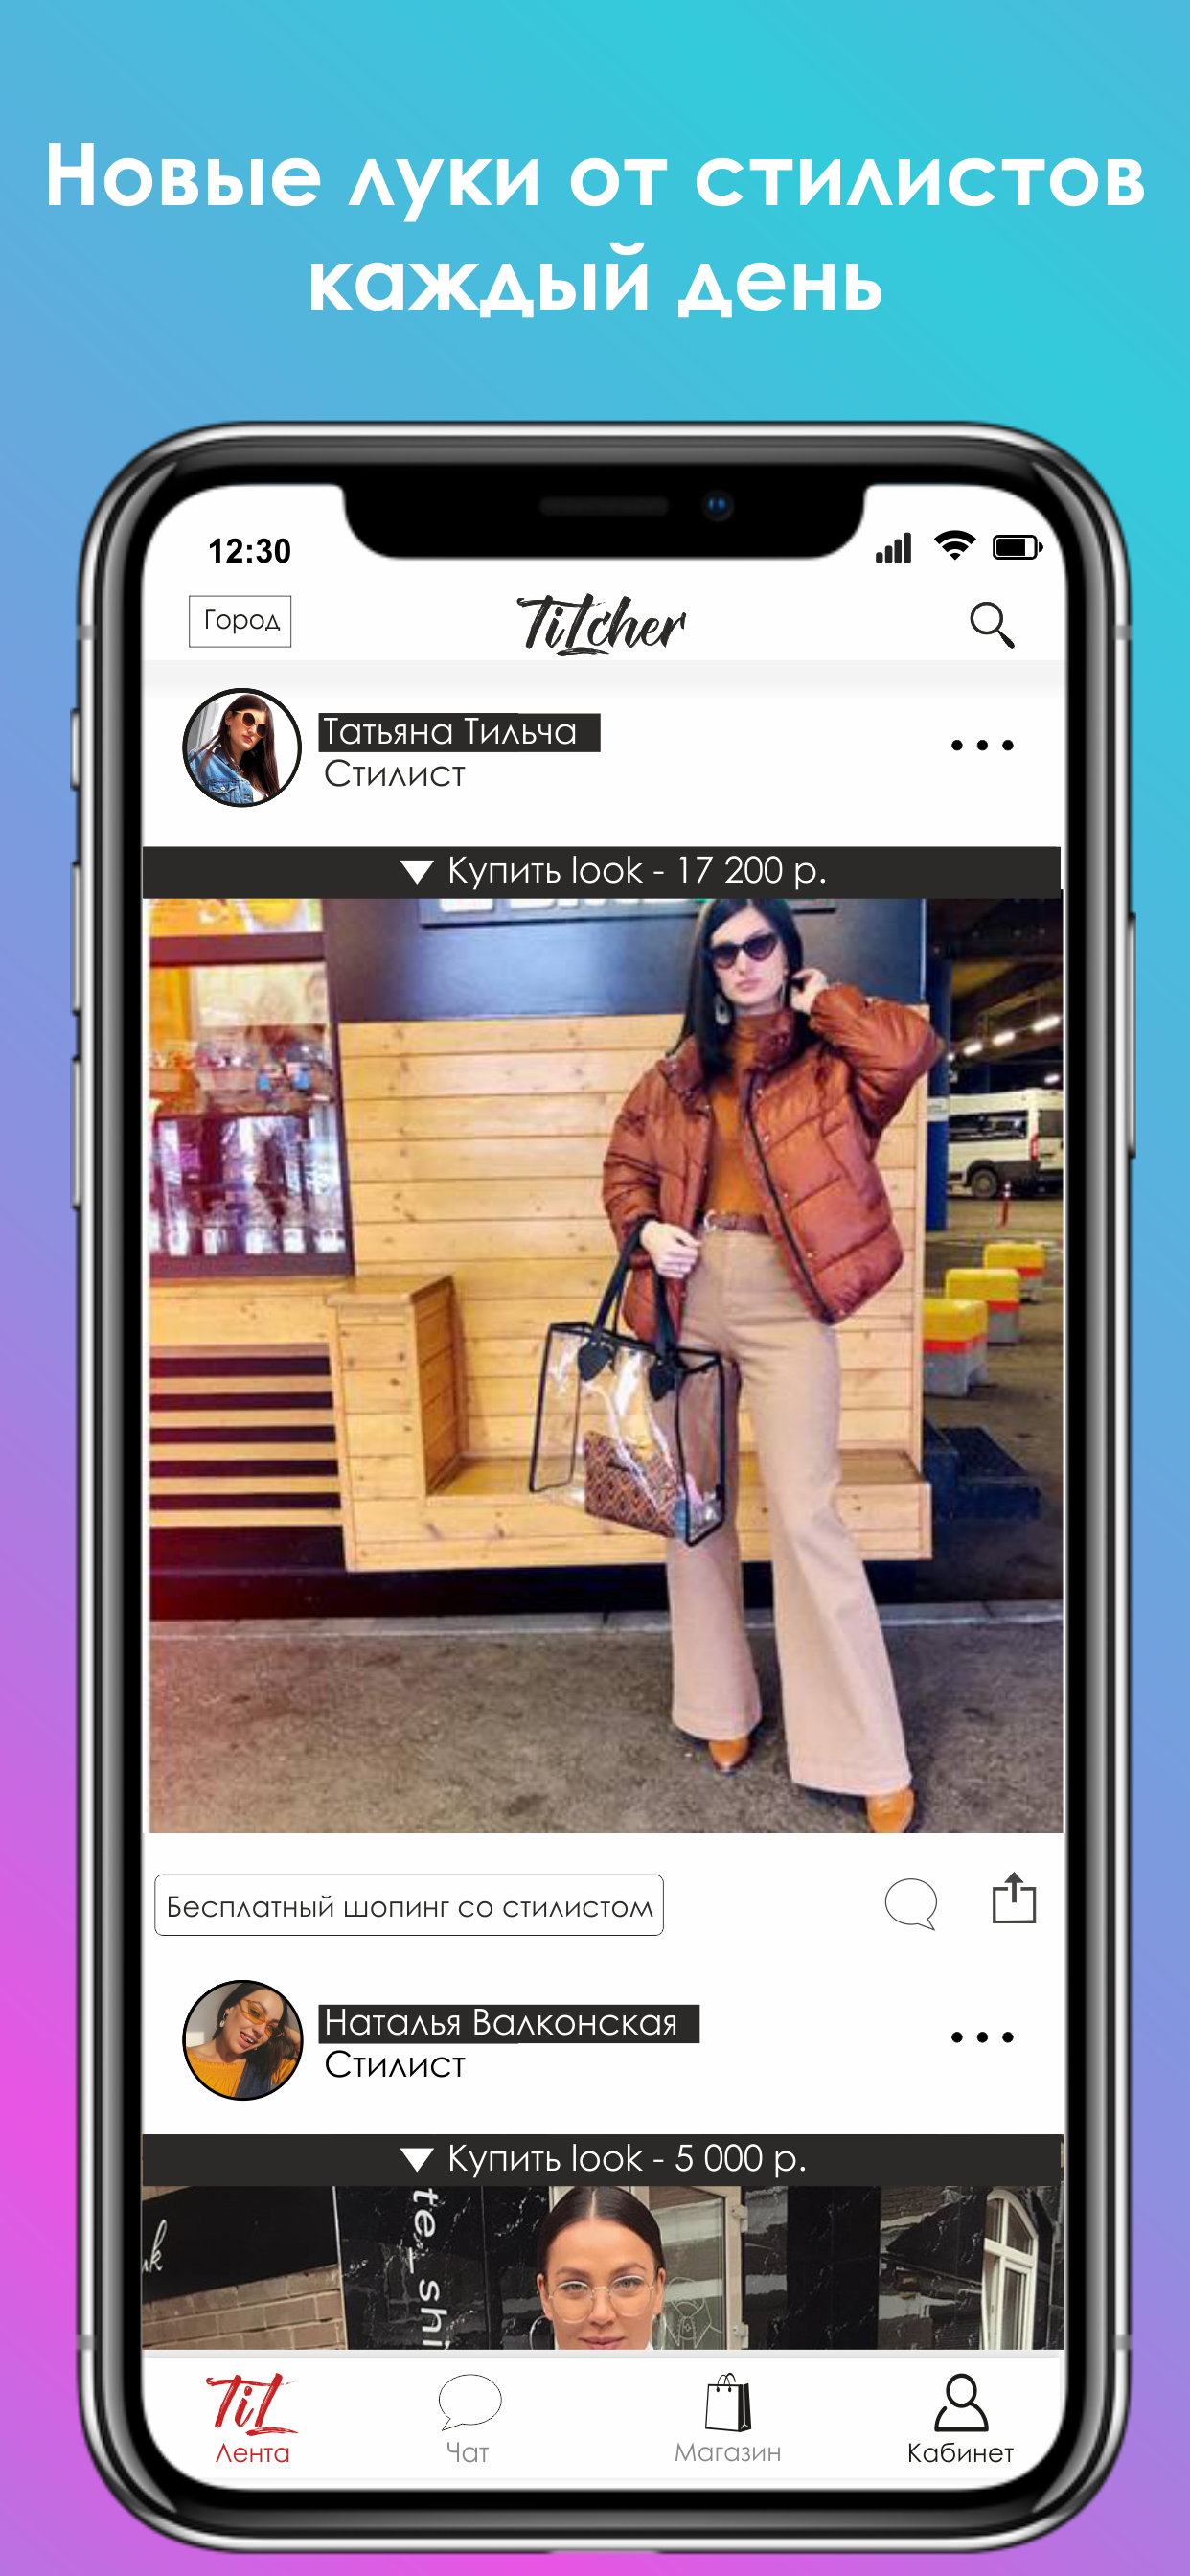 Новые луки от стилистов
каждый день
12:30
Город
TiLcher
Татьяна Тильча
Стилист
Купить look - 17 200 р.
Бесплатный шопинг со стилистом
Наталья Валконская
Стилист
Купить look - 5 000 р.
te_shi
TiL
Лента
Чат
Магазин
Кабинет